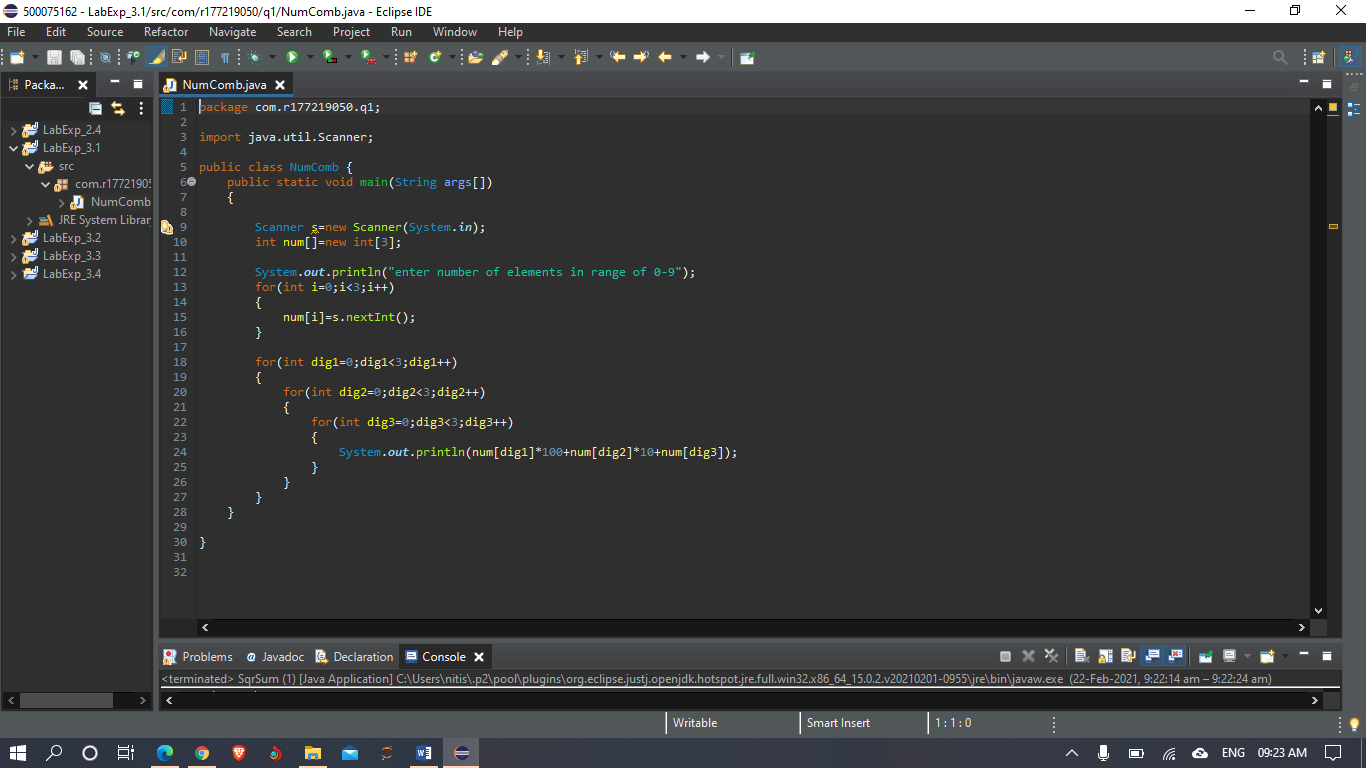 500075162 - LabExp_3.1/src/com/r177219050/q1/NumComb.java - Eclipse IDE
File Edit Source Refactor Navigate Search Project Run Window Help
Packa...
NumComb.java
LabExp_2.4
LabExp_3.1
src
com.r1772190
NumComb
JRE System Librar
LabExp_3.2
LabExp_3.3
LabExp_3.4
1 package com.r177219050.q1;
2
3 import java.util.Scanner;
4
5 public class NumComb {
6 public static void main(String args[])
7 {
8
9 Scanner s=new Scanner(System.in);
10 int num[]=new int[3];
11
12 System.out.println("enter number of elements in range of 0-9");
13 for(int i=0;i<3;i++)
14 {
15 num[i]=s.nextInt();
16 }
17
18 for(int dig1=0;dig1<3;dig1++)
19 {
20 for(int dig2=0;dig2<3;dig2++)
21 {
22 for(int dig3=0;dig3<3;dig3++)
23 {
24 System.out.println(num[dig1]*100+num[dig2]*10+num[dig3]);
25 }
26 }
27 }
28 }
29
30 }
31
32
Problems Javadoc Declaration Console
<terminated> SqrSum (1) [Java Application] C:\Users\nitis\.p2\pool\plugins\org.eclipse.justj.openjdk.hotspot.jre.full.win32.x86_64_15.0.2.v20210201-0955\jre\bin\javaw.exe (22-Feb-2021, 9:22:14 am – 9:22:24 am)
Writable Smart Insert 1 : 1 : 0
ENG 09:23 AM